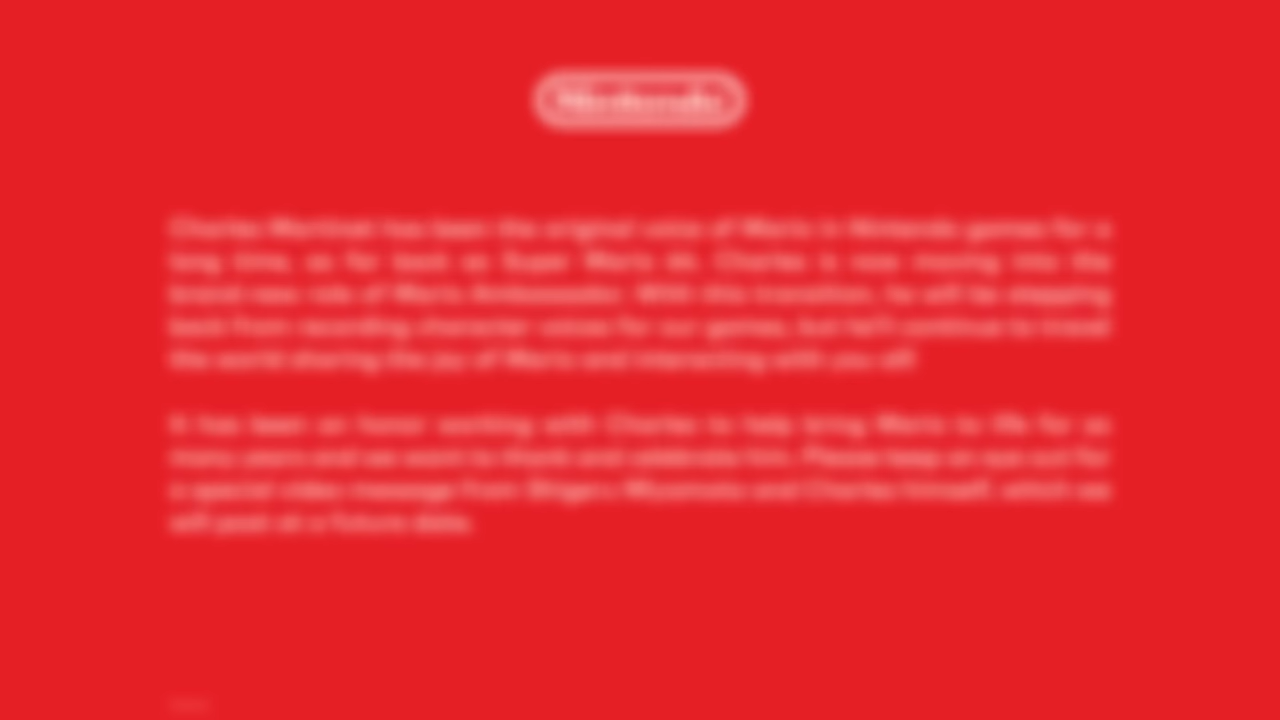 Nintendo
Charles Martinet has been the original voice of Mario in Nintendo games for a
long time, as far back as Super Mario 64. Charles is now moving into the
brand-new role of Mario Ambassador. With this transition, he will be stepping
back from recording character voices for our games, but he'll continue to travel
the world sharing the joy of Mario and interacting with you all!
It has been an honor working with Charles to help bring Mario to life for so
many years and we want to thank and celebrate him. Please keep an eye out for
a special video message from Shigeru Miyamoto and Charles himself, which we
will post at a future date.